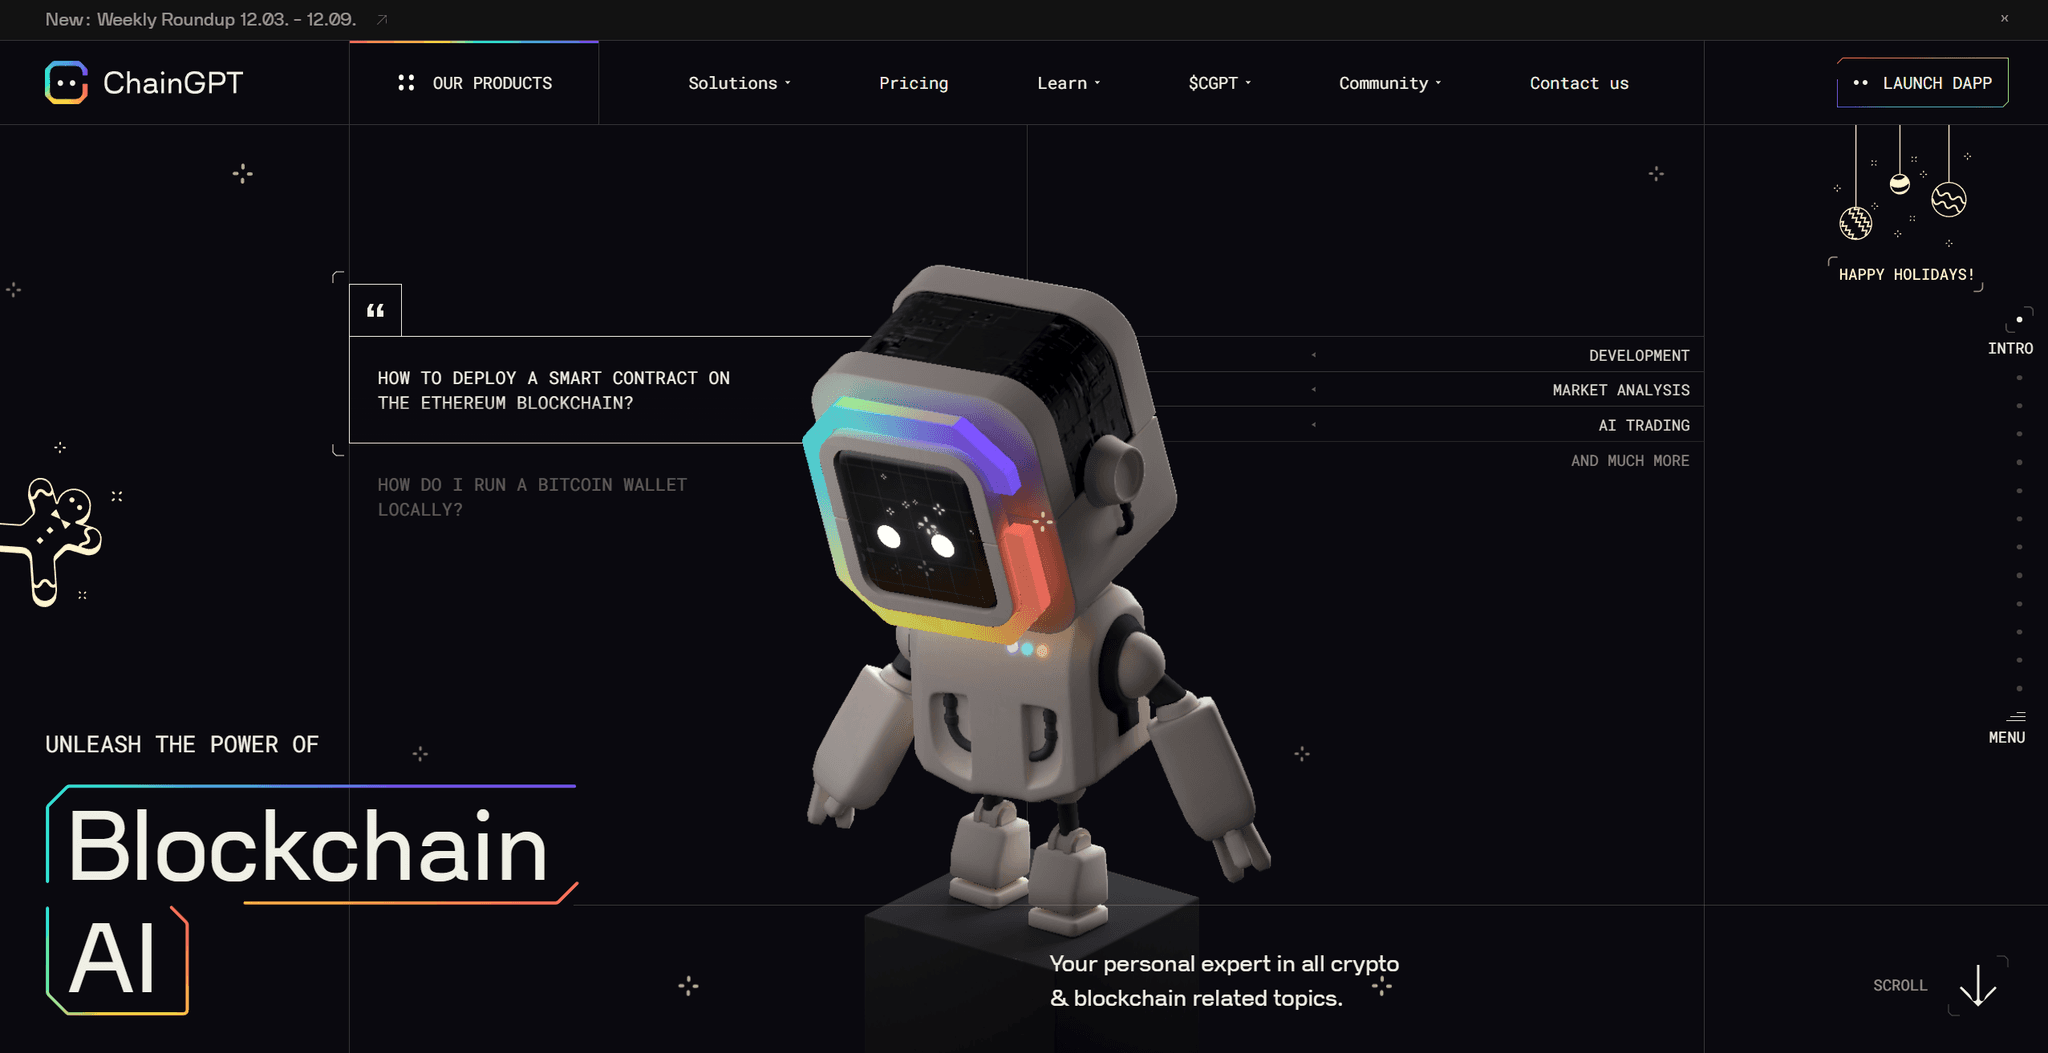 New: Weekly Roundup 12.03. - 12.09.
x
ChainGPT
OUR PRODUCTS
Solutions
Pricing
Learn
$CGPT
Community
Contact us
LAUNCH DAPP
HAPPY HOLIDAYS!
INTRO
MENU
“
HOW TO DEPLOY A SMART CONTRACT ON
THE ETHEREUM BLOCKCHAIN?
HOW DO I RUN A BITCOIN WALLET
LOCALLY?
DEVELOPMENT
MARKET ANALYSIS
AI TRADING
AND MUCH MORE
UNLEASH THE POWER OF
Blockchain
AI
Your personal expert in all crypto
& blockchain related topics.
SCROLL